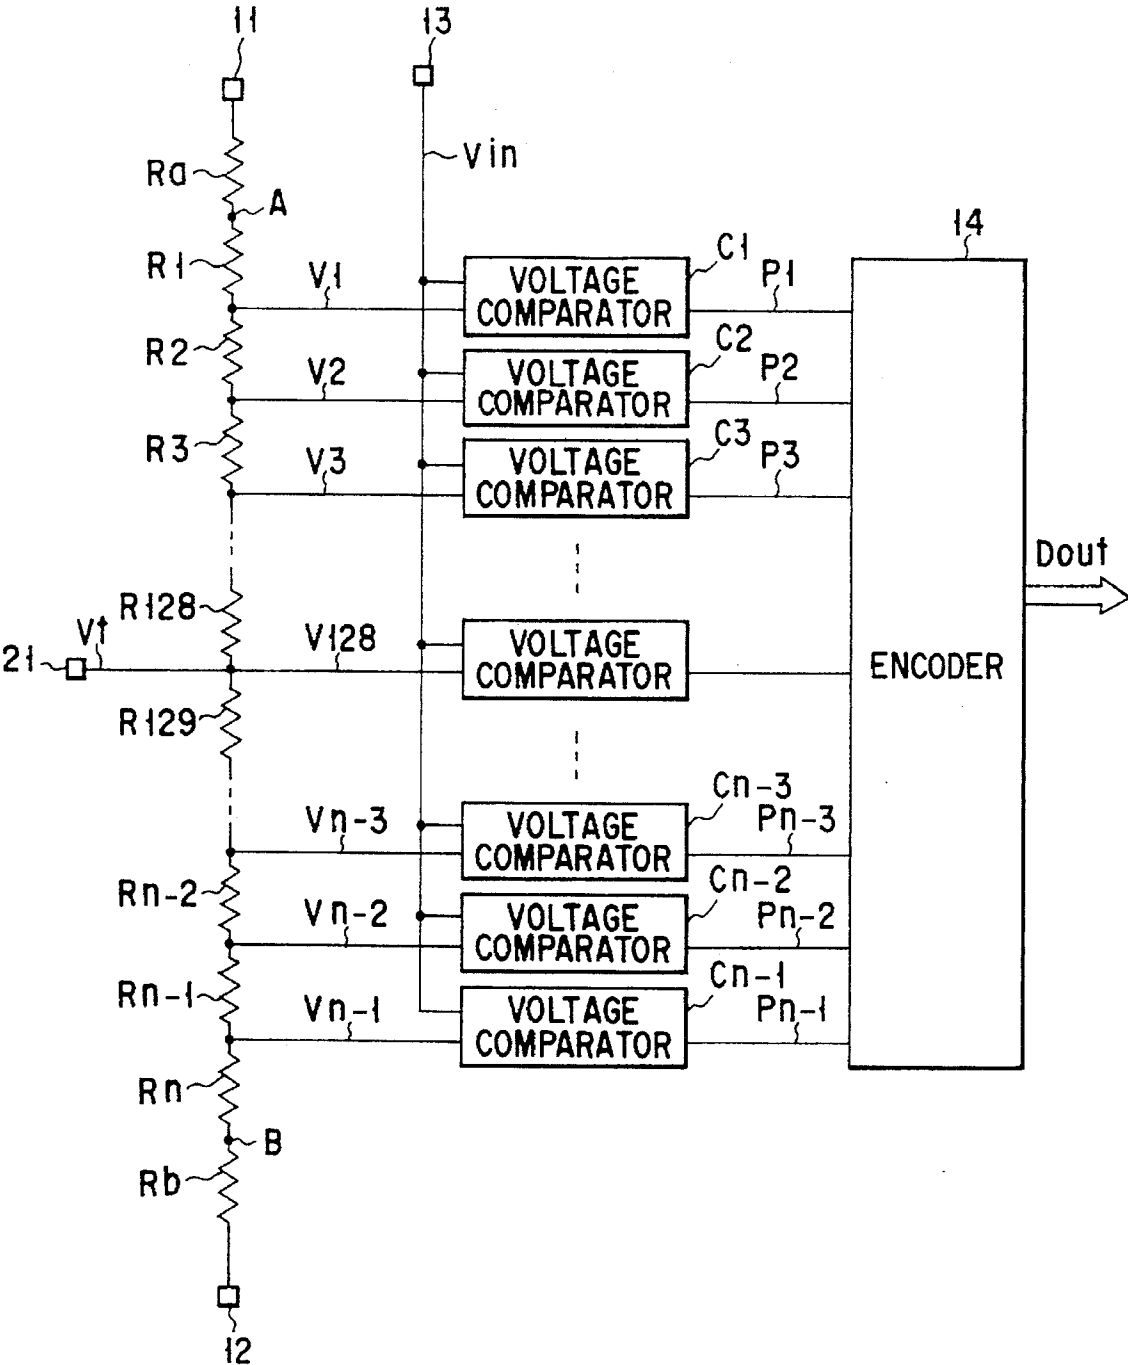 11
13
Vin
Ra
A
14
R1
V1
VOLTAGE
COMPARATOR
C1
P1
R2
V2
VOLTAGE
COMPARATOR
C2
P2
R3
V3
VOLTAGE
COMPARATOR
C3
P3
Dout
R128
21
Vt
V128
VOLTAGE
COMPARATOR
ENCODER
R129
Vn-3
VOLTAGE
COMPARATOR
Cn-3
Pn-3
Rn-2
Vn-2
VOLTAGE
COMPARATOR
Cn-2
Pn-2
Rn-1
Vn-1
VOLTAGE
COMPARATOR
Cn-1
Pn-1
Rn
B
Rb
12